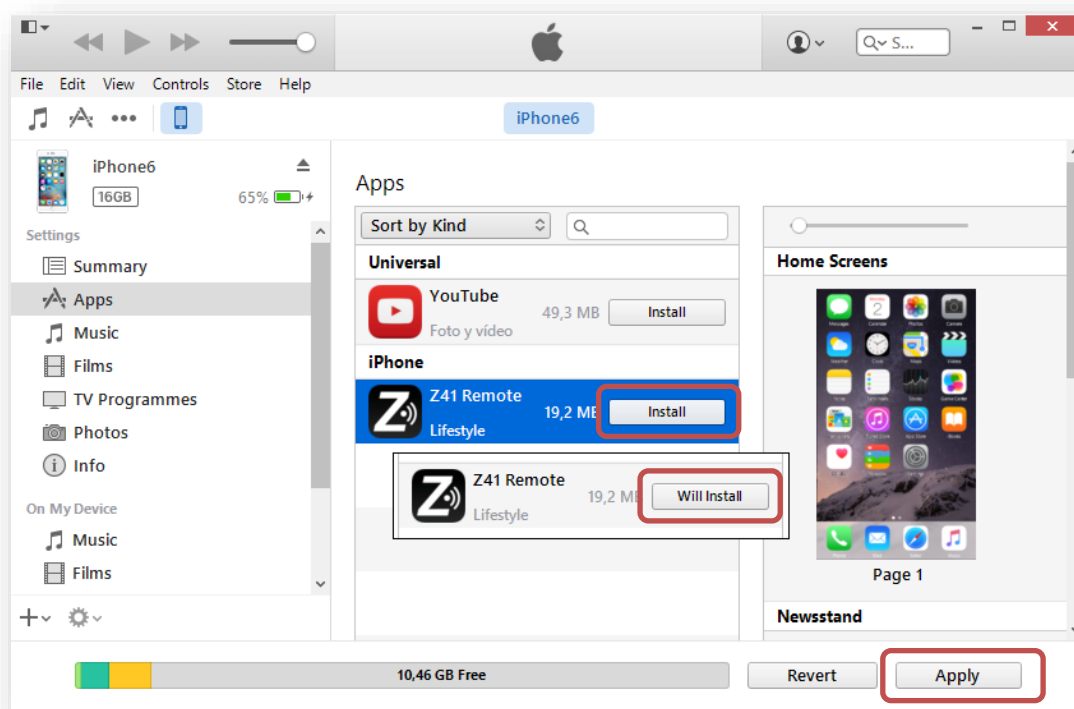 S...
File Edit View Controls Store Help
iPhone6
iPhone6
16GB 65%
Settings
Summary
Apps
Music
Films
TV Programmes
Photos
Info
On My Device
Music
Films
Apps
Sort by Kind
Universal
YouTube
49,3 MB Install
Foto y vídeo
iPhone
Z41 Remote
19,2 MB Install
Lifestyle
Z41 Remote
19,2 MB Will Install
Lifestyle
Home Screens
Page 1
Newsstand
10,46 GB Free Revert Apply